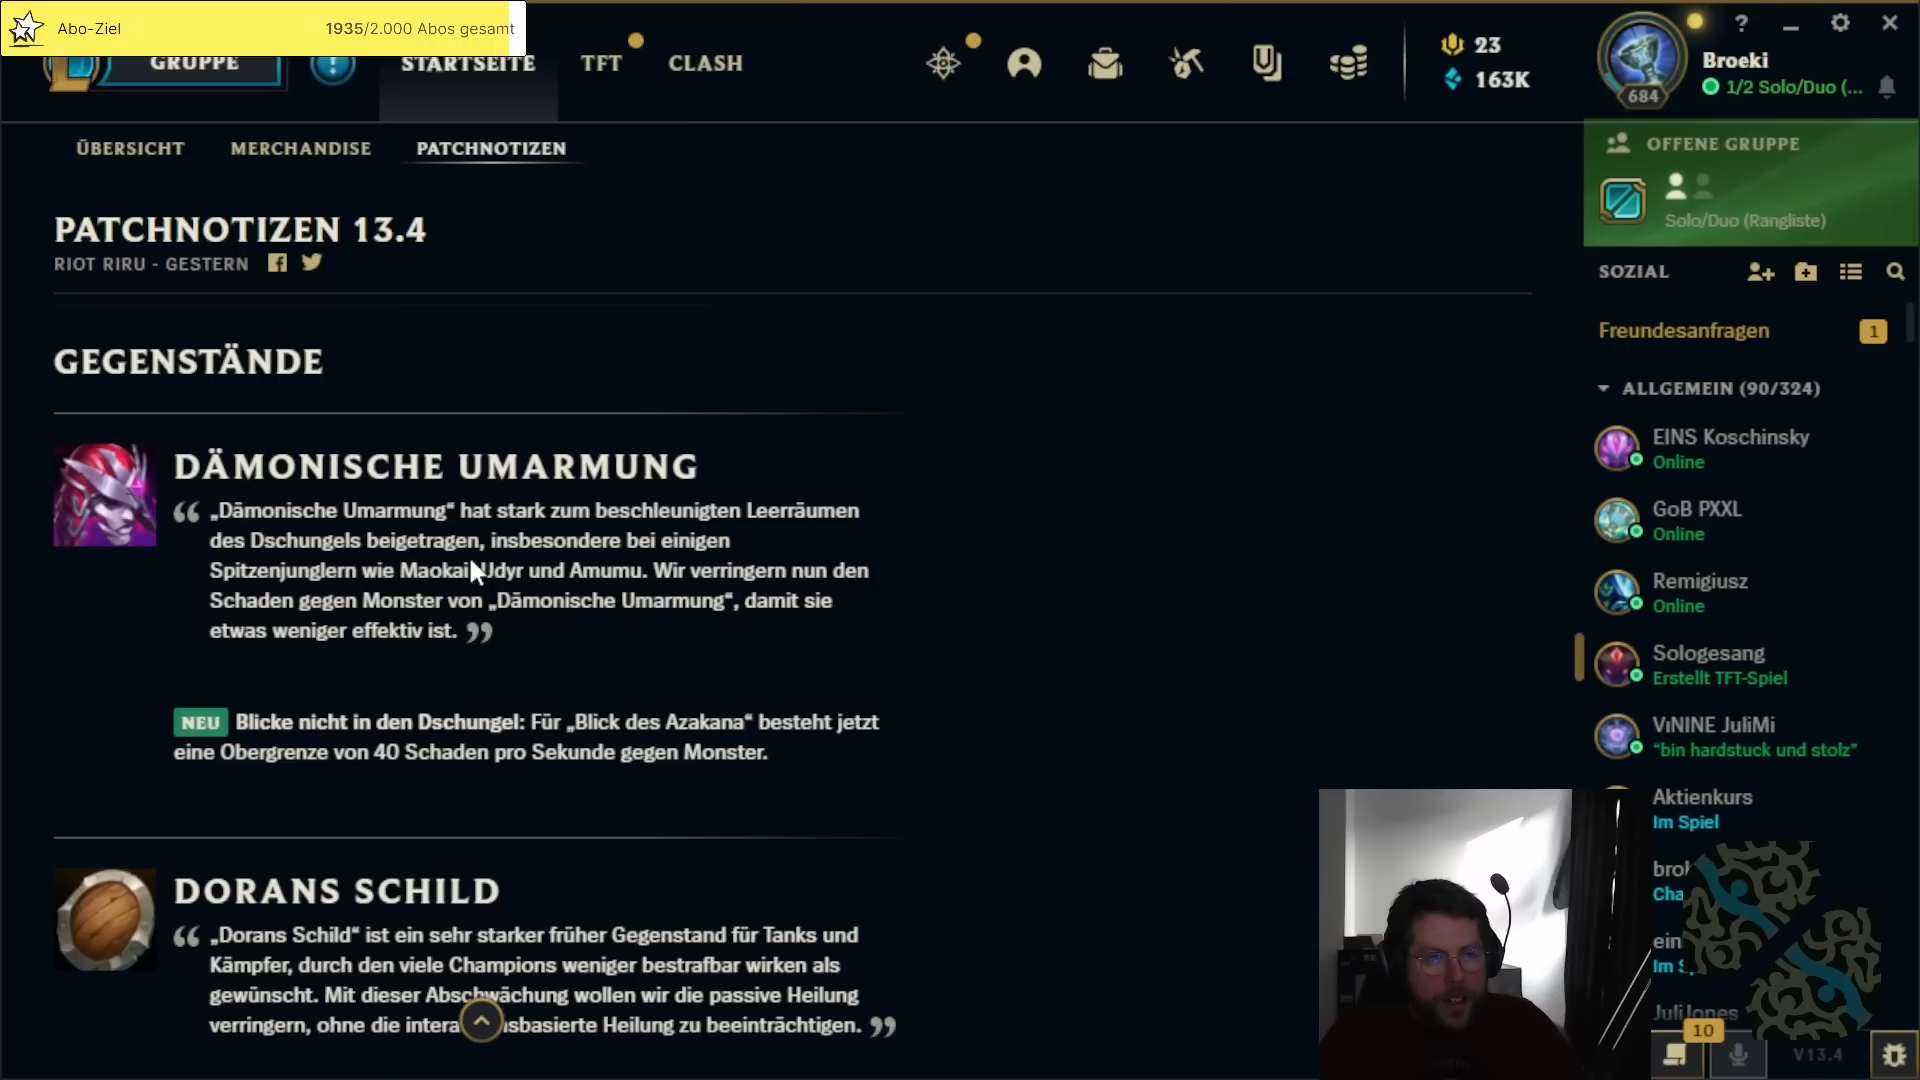 Abo-Ziel 1935/2.000 Abos gesamt
GRUPPE
STARTSEITE
TFT
CLASH
23
163K
684
Broeki
1/2 Solo/Duo (...
ÜBERSICHT
MERCHANDISE
PATCHNOTIZEN
PATCHNOTIZEN 13.4
RIOT RIRU - GESTERN
GEGENSTÄNDE
DÄMONISCHE UMARMUNG
„Dämonische Umarmung“ hat stark zum beschleunigten Leerräumen
des Dschungels beigetragen, insbesondere bei einigen
Spitzenjunglern wie Maokai, Udyr und Amumu. Wir verringern nun den
Schaden gegen Monster von „Dämonische Umarmung“, damit sie
etwas weniger effektiv ist.
NEU Blicke nicht in den Dschungel: Für „Blick des Azakana“ besteht jetzt
eine Obergrenze von 40 Schaden pro Sekunde gegen Monster.
DORANS SCHILD
„Dorans Schild“ ist ein sehr starker früher Gegenstand für Tanks und
Kämpfer, durch den viele Champions weniger bestrafbar wirken als
gewünscht. Mit dieser Abschwächung wollen wir die passive Heilung
verringern, ohne die intera sbasierte Heilung zu beeinträchtigen.
OFFENE GRUPPE
Solo/Duo (Rangliste)
SOZIAL
Freundesanfragen 1
ALLGEMEIN (90/324)
EINS Koschinsky
Online
GoB PXXL
Online
Remigiusz
Online
Sologesang
Erstellt TFT-Spiel
ViNINE JuliMi
"bin hardstuck und stolz"
Aktienkurs
Im Spiel
Cha
ein
Im S
JuliJones
10
V13.4